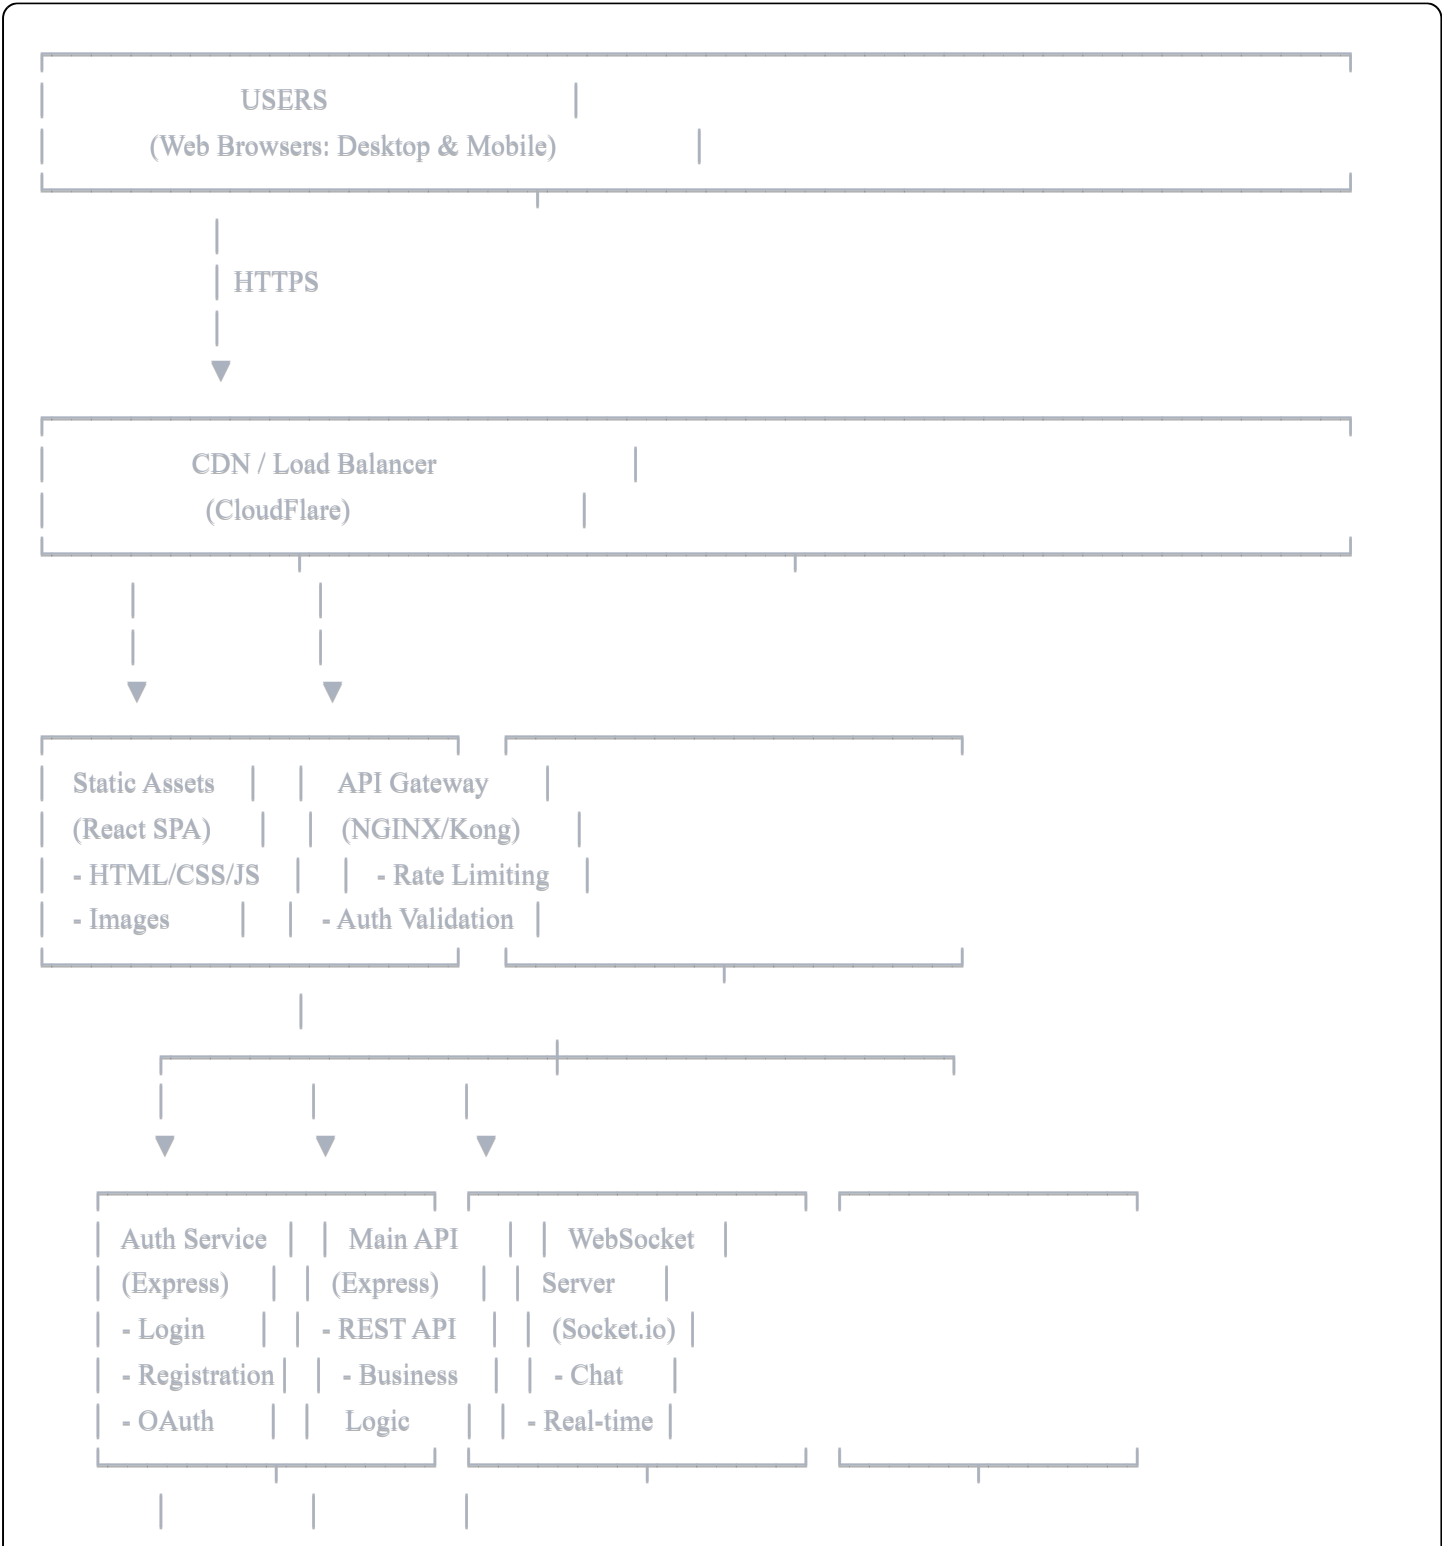 USERS
(Web Browsers: Desktop & Mobile)
HTTPS
CDN / Load Balancer
(CloudFlare)
Static Assets API Gateway
(React SPA) (NGINX/Kong)
- HTML/CSS/JS - Rate Limiting
- Images - Auth Validation
Auth Service Main API WebSocket
(Express) (Express) Server
- Login - REST API (Socket.io)
- Registration - Business - Chat
- OAuth Logic - Real-time